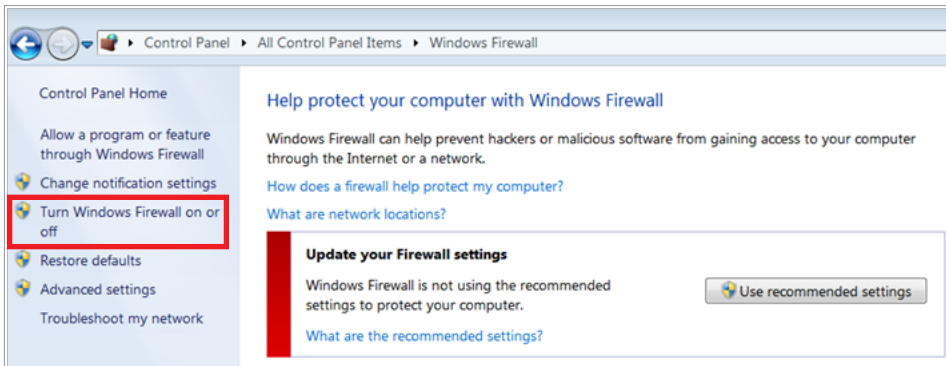 Control Panel ▸ All Control Panel Items ▸ Windows Firewall
Control Panel Home
Allow a program or feature
through Windows Firewall
Change notification settings
Turn Windows Firewall on or
off
Restore defaults
Advanced settings
Troubleshoot my network
Help protect your computer with Windows Firewall
Windows Firewall can help prevent hackers or malicious software from gaining access to your computer
through the Internet or a network.
How does a firewall help protect my computer?
What are network locations?
Update your Firewall settings
Windows Firewall is not using the recommended
settings to protect your computer.
Use recommended settings
What are the recommended settings?